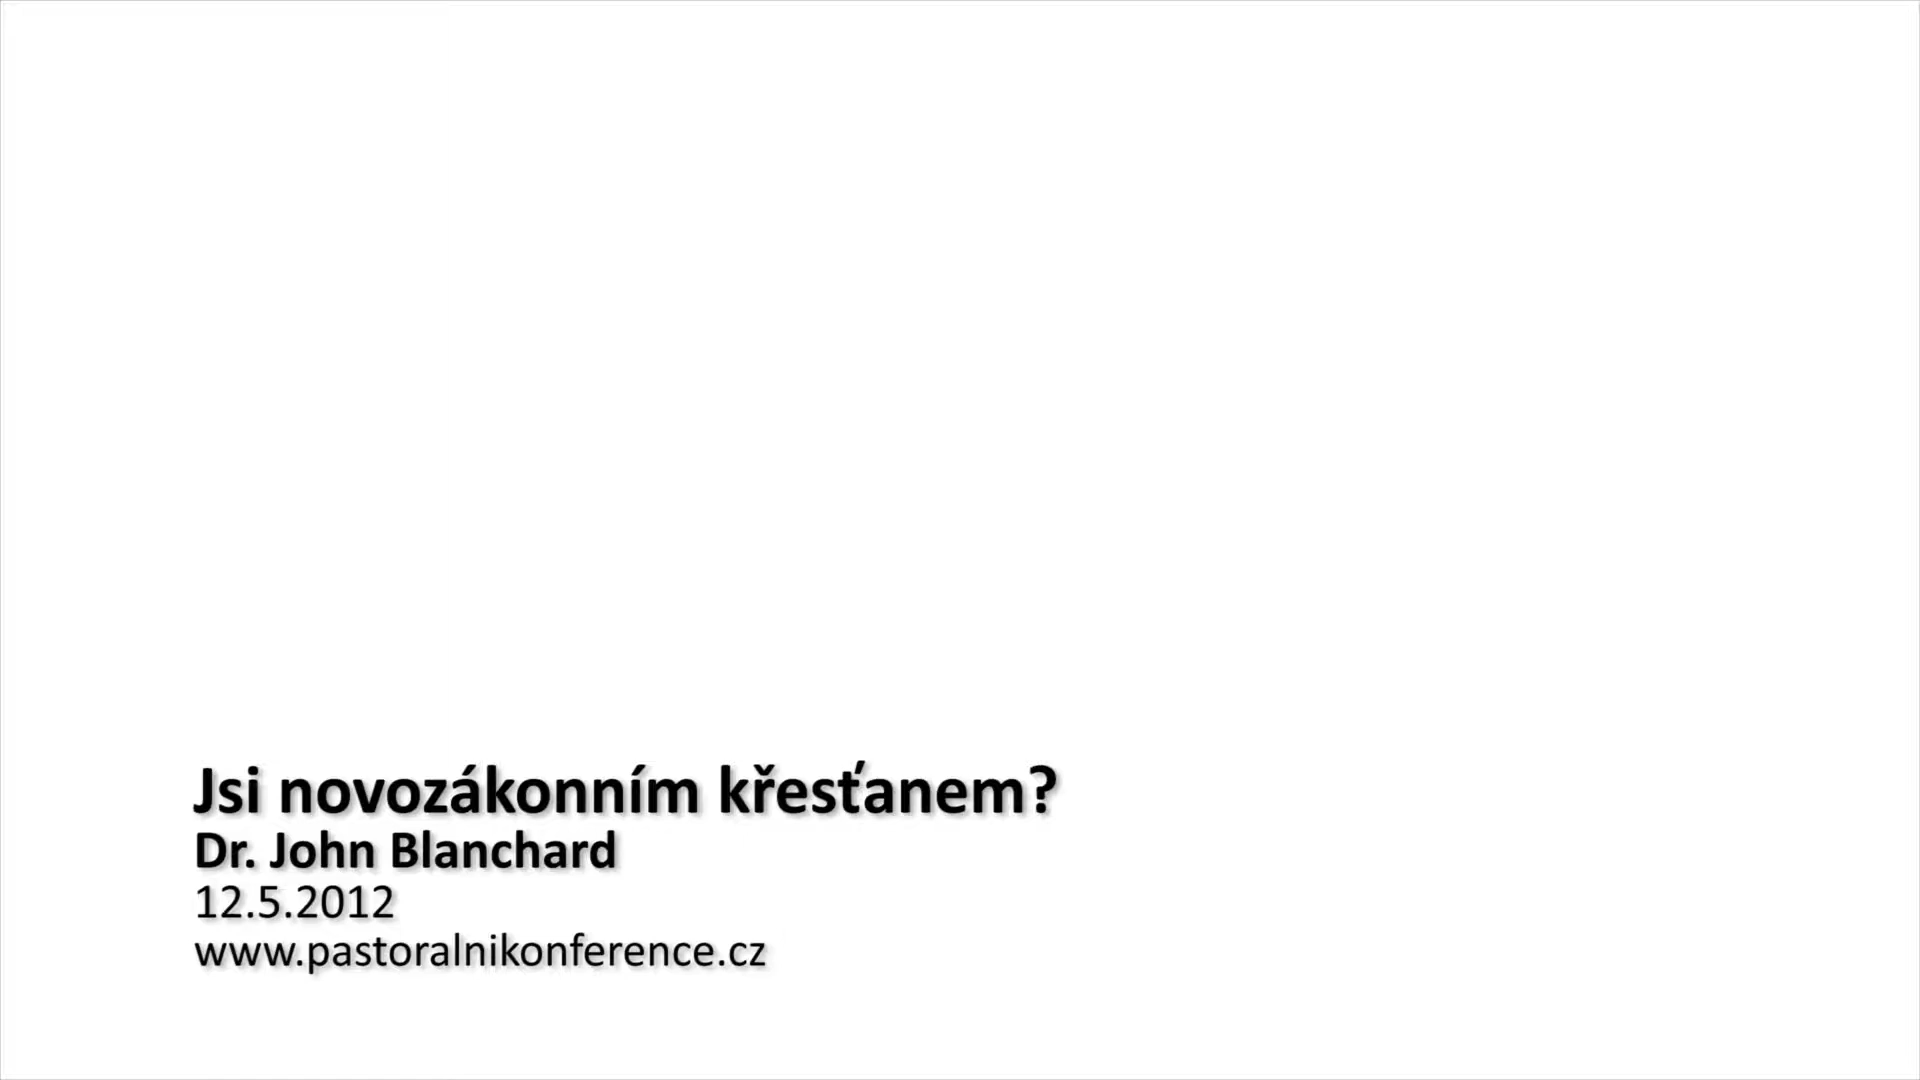 Jsi novozákonním křesťanem?
Dr. John Blanchard
12.5.2012
www.pastoralnikonference.cz